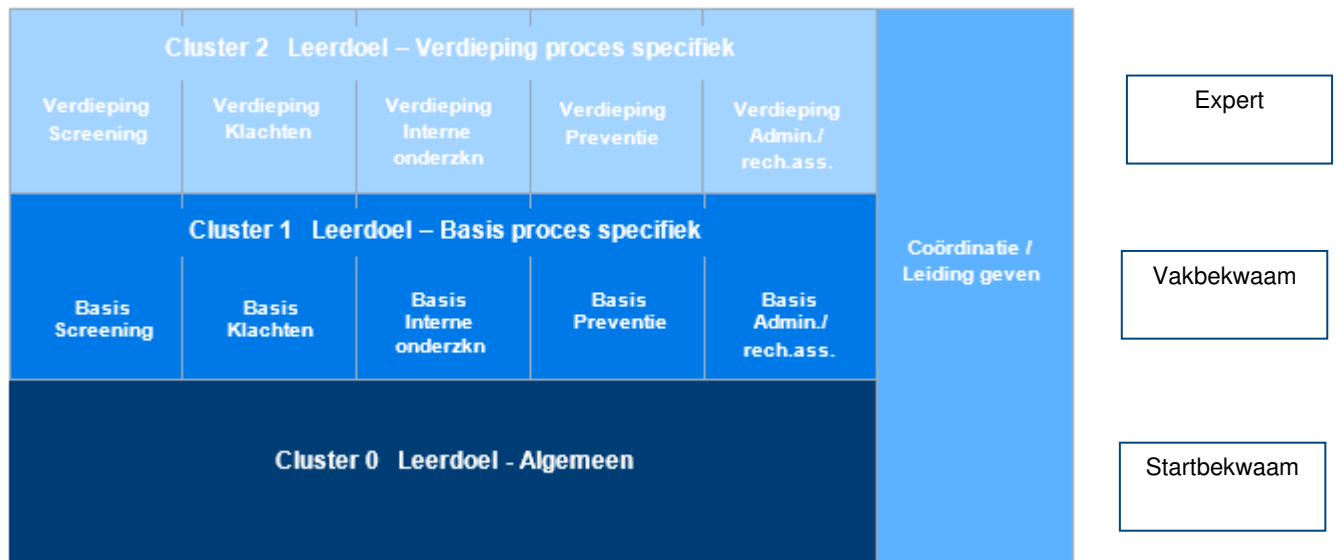 Cluster 2 Leerdoel – Verdieping proces specifiek
Verdieping
Screening
Verdieping
Klachten
Verdieping
Interne
onderzkn
Verdieping
Preventie
Verdieping
Admin./
rech.ass.
Cluster 1 Leerdoel – Basis proces specifiek
Basis
Screening
Basis
Klachten
Basis
Interne
onderzkn
Basis
Preventie
Basis
Admin./
rech.ass.
Cluster 0 Leerdoel - Algemeen
Coördinatie /
Leiding geven
Expert
Vakbekwaam
Startbekwaam